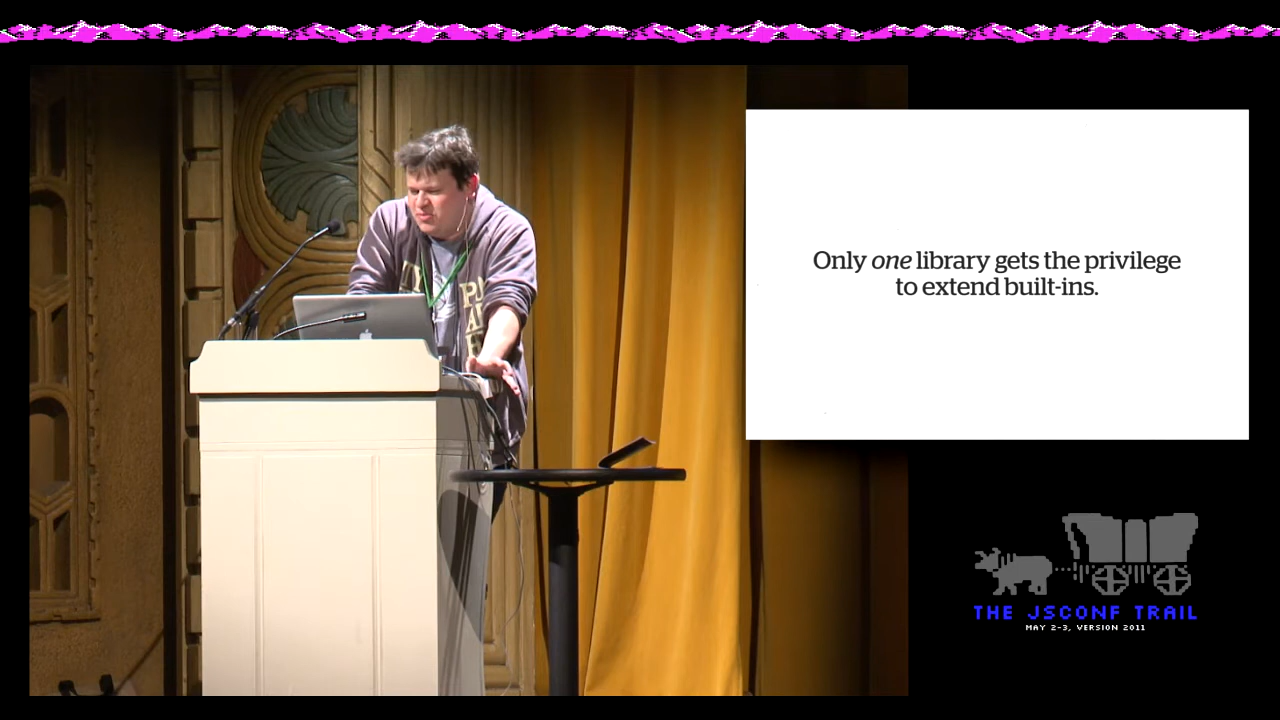 Only one library gets the privilege
to extend built-ins.
THE JSCONF TRAIL
MAY 2-3, VERSION 2011